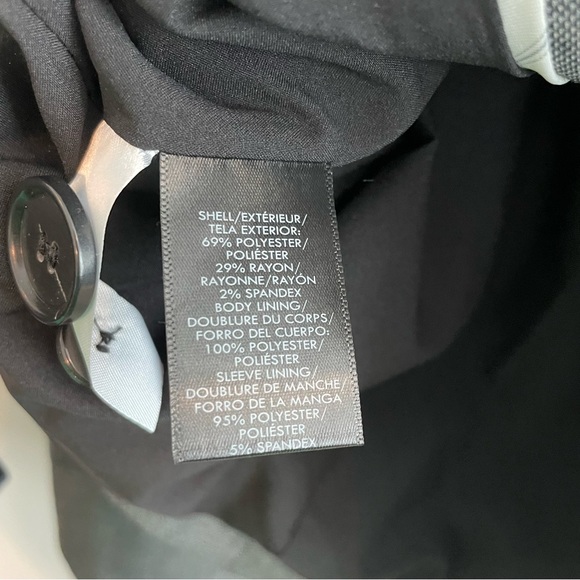 SHELL/EXTÉRIEUR/
TELA EXTERIOR:
69% POLYESTER/
POLIÉSTER
29% RAYON/
RAYONNE/RAYÓN
2% SPANDEX
BODY LINING/
DOUBLURE DU CORPS/
FORRO DEL CUERPO:
100% POLYESTER/
POLIÉSTER
SLEEVE LINING/
DOUBLURE DE MANCHE/
FORRO DE LA MANGA
95% POLYESTER/
POLIÉSTER
5% SPANDEX